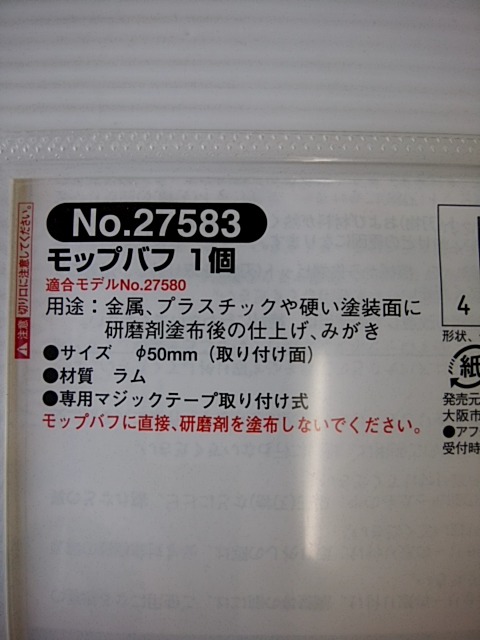 No.27583
モップバフ 1個
適合モデルNo.27580
用途：金属、プラスチックや硬い塗装面に
研磨剤塗布後の仕上げ、みがき
●サイズ φ50mm（取り付け面）
●材質 ラム
●専用マジックテープ取り付け式
モップバフに直接、研磨剤を塗布しないでください。
注意 切り口に注意してください。
4
形状、
紙
発売元
大阪市
●アフ
受付時